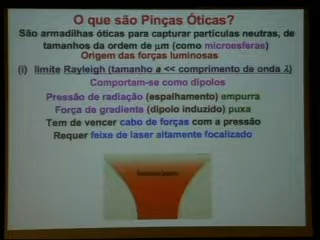 O que são Pinças Óticas?
São armadilhas óticas para capturar partículas neutras, de
tamanhos da ordem de μm (como microesferas)
Origem das forças luminosas
(i) limite Rayleigh (tamanho a << comprimento de onda λ)
Comportam-se como dipolos
Pressão de radiação (espalhamento) empurra
Força de gradiente (dipolo induzido) puxa
Tem de vencer cabo de forças com a pressão
Requer feixe de laser altamente focalizado